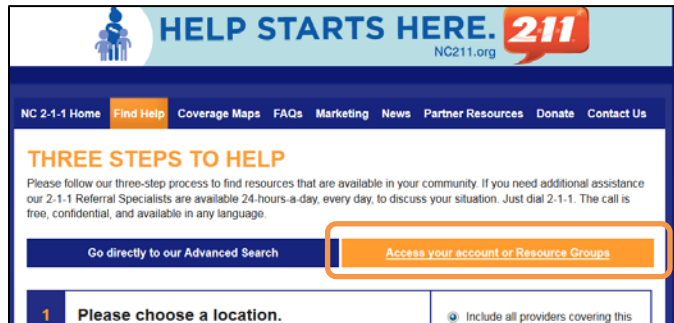 HELP STARTS HERE. 211
NC211.org
NC 2-1-1 Home Find Help Coverage Maps FAQs Marketing News Partner Resources Donate Contact Us
THREE STEPS TO HELP
Please follow our three-step process to find resources that are available in your community. If you need additional assistance
our 2-1-1 Referral Specialists are available 24-hours-a-day, every day, to discuss your situation. Just dial 2-1-1. The call is
free, confidential, and available in any language.
Go directly to our Advanced Search Access your account or Resource Groups
1 Please choose a location. Include all providers covering this